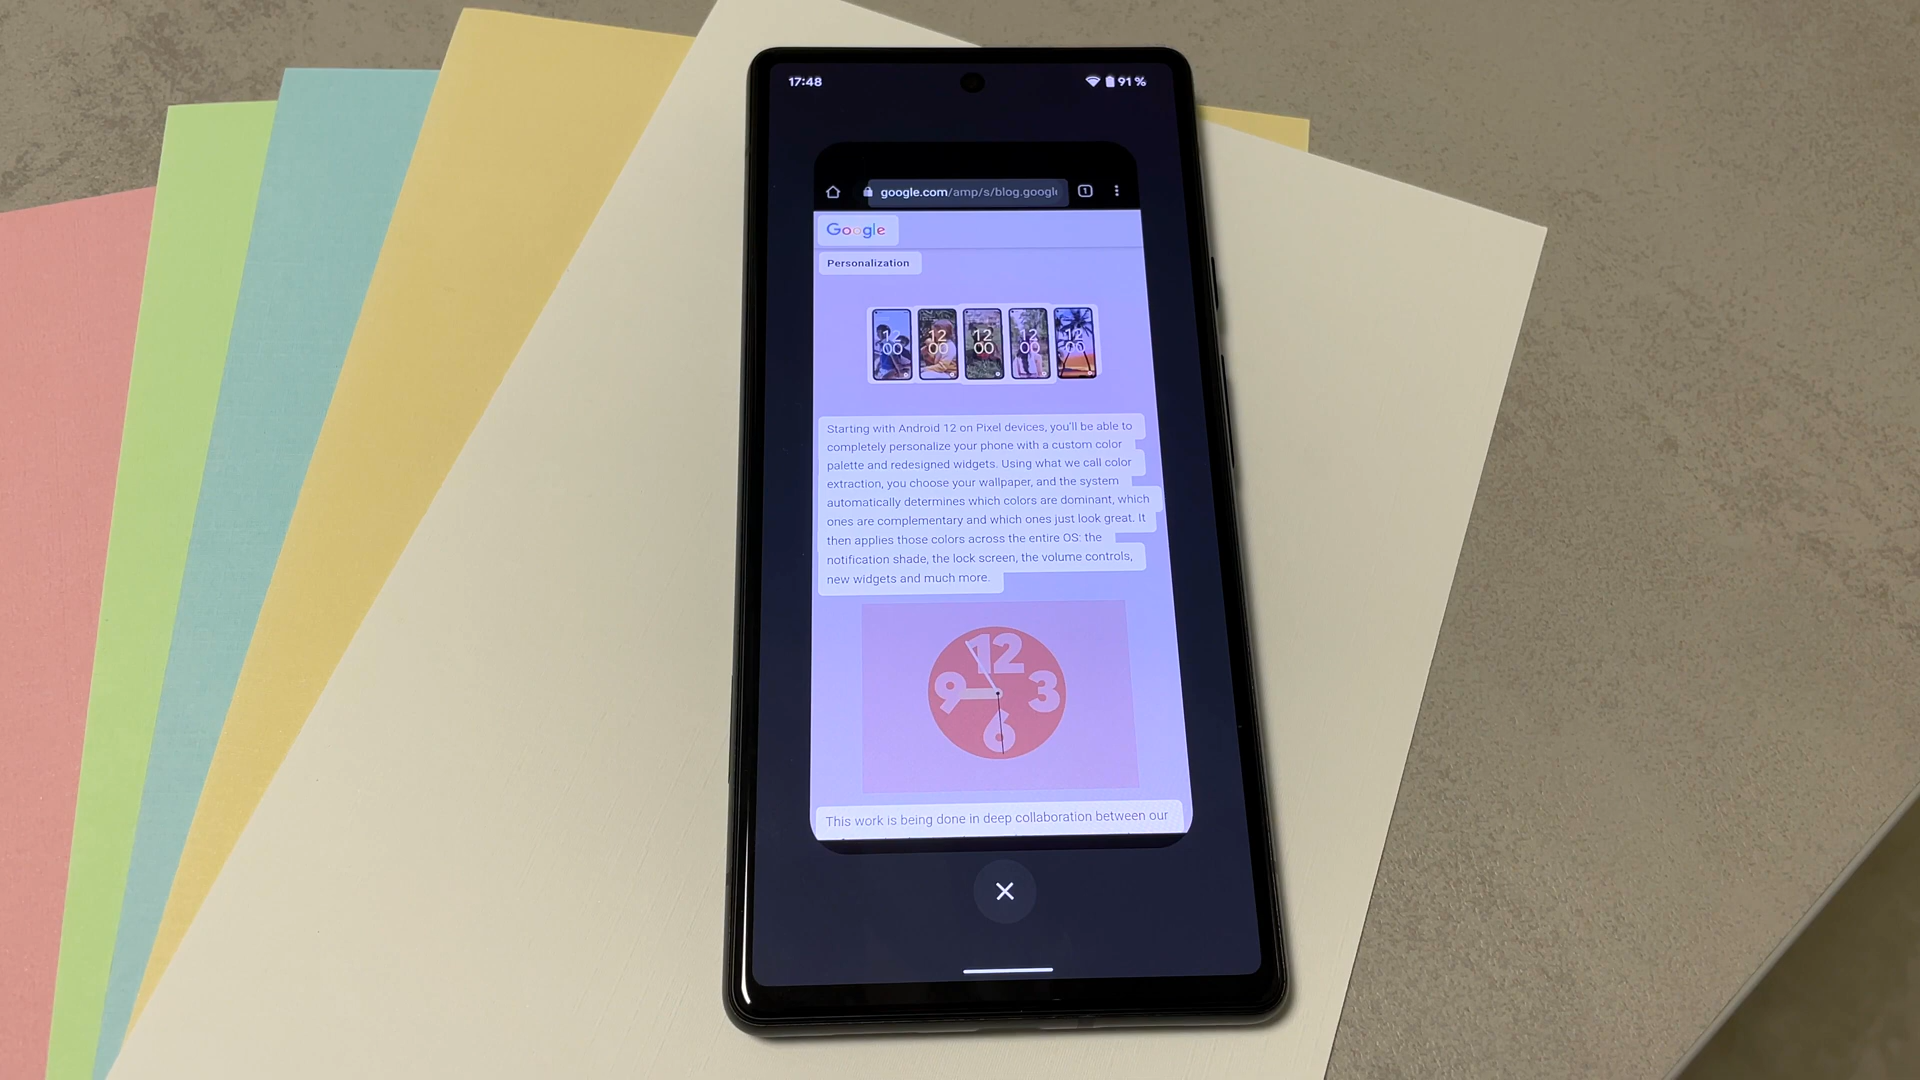 17:48
91 %
google.com/amp/s/blog.google
1
Google
Personalization
12 00
12 00
12 00
12 00
12 00
Starting with Android 12 on Pixel devices, you'll be able to
completely personalize your phone with a custom color
palette and redesigned widgets. Using what we call color
extraction, you choose your wallpaper, and the system
automatically determines which colors are dominant, which
ones are complementary and which ones just look great. It
then applies those colors across the entire OS: the
notification shade, the lock screen, the volume controls,
new widgets and much more.
12
9
3
6
This work is being done in deep collaboration between our